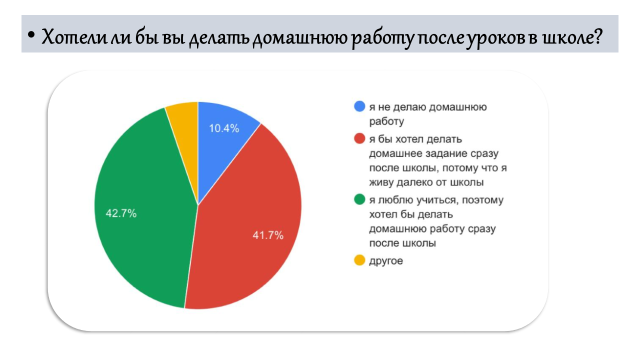 • Хотели ли бы вы делать домашнюю работу после уроков в школе?
10.4%
41.7%
42.7%
я не делаю домашнюю
работу
я бы хотел делать
домашнее задание сразу
после школы, потому что я
живу далеко от школы
я люблю учиться, поэтому
хотел бы делать
домашнюю работу сразу
после школы
другое